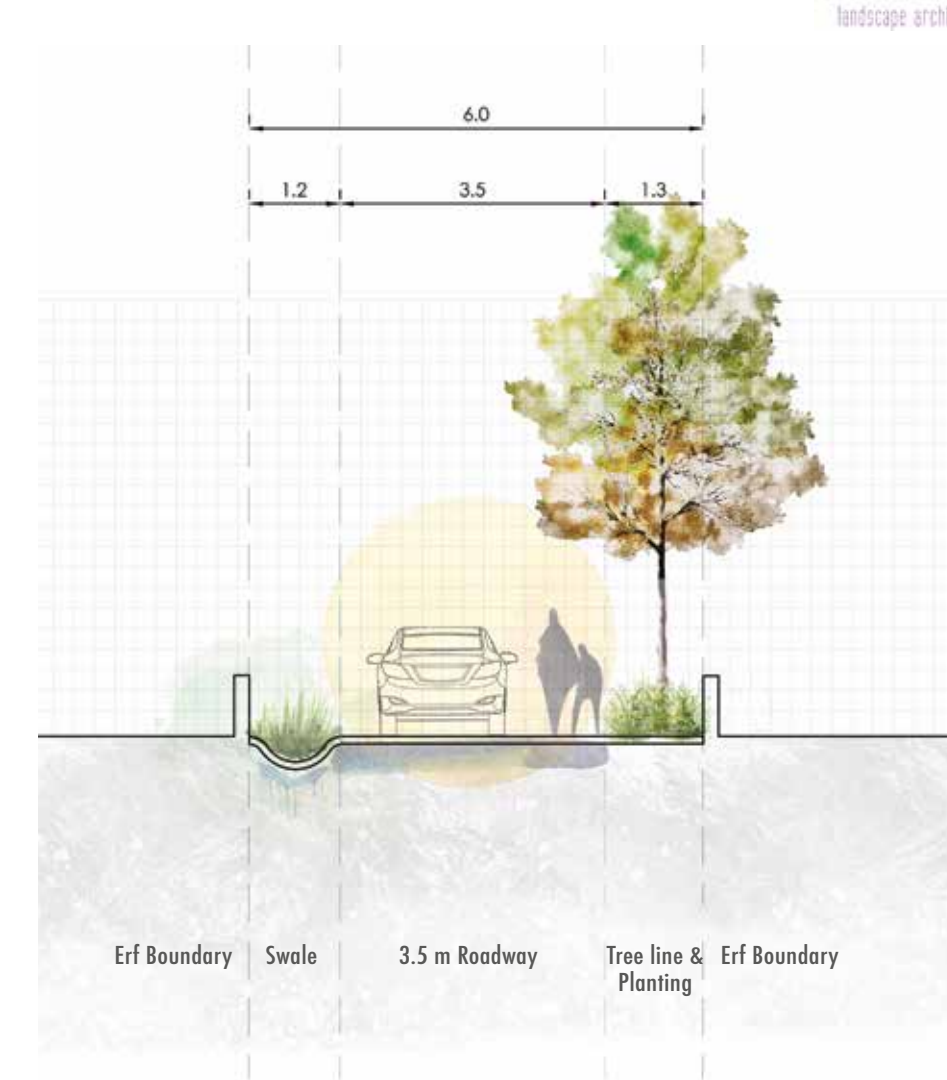 landscape archi
6.0
1.2 3.5 1.3
Erf Boundary Swale 3.5 m Roadway Tree line & Erf Boundary
Planting